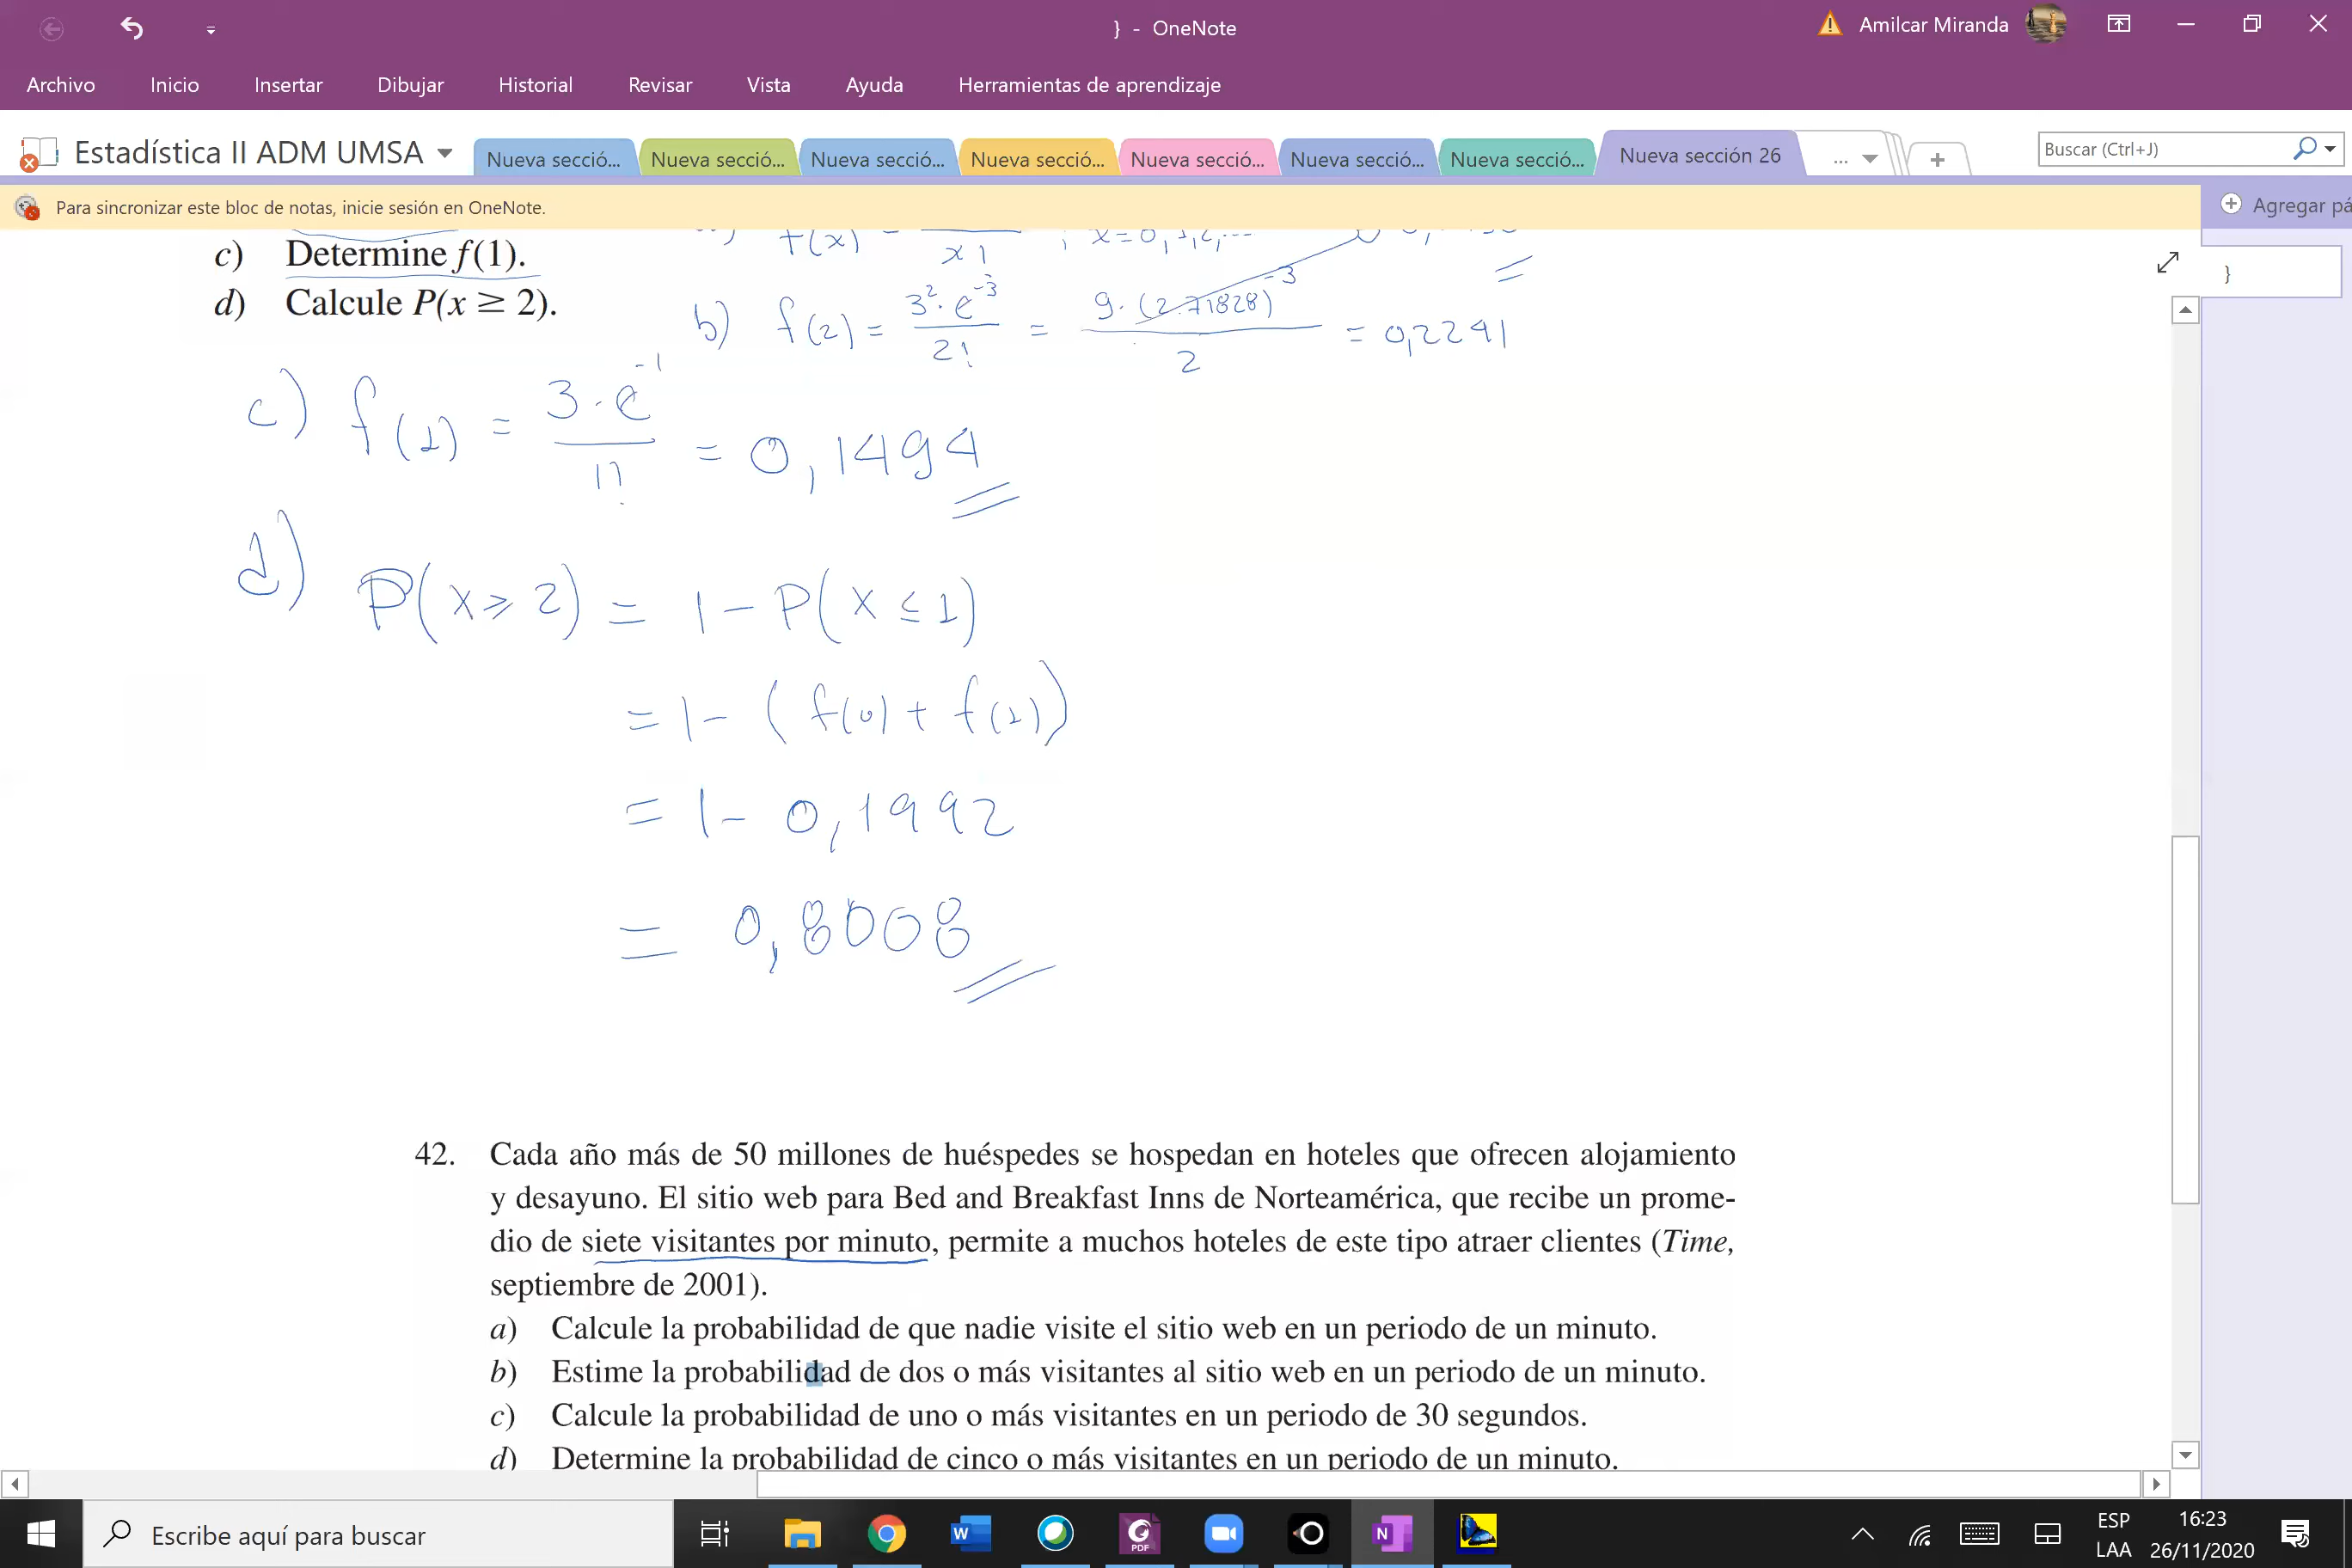 } - OneNote
Amilcar Miranda
Archivo Inicio Insertar Dibujar Historial Revisar Vista Ayuda Herramientas de aprendizaje
Estadística II ADM UMSA
Nueva secció... Nueva secció... Nueva secció... Nueva secció... Nueva secció... Nueva secció... Nueva secció... Nueva sección 26 ... +
Buscar (Ctrl+J)
Para sincronizar este bloc de notas, inicie sesión en OneNote.
Agregar pá
}
c) Determine f(1).
d) Calcule P(x ≥ 2).
f(x) = x! ; x=0,1,2,...
b) f(2) = 3².e⁻³ / 2! = 9.(2.71828)⁻³ / 2 = 0,2241
c) f(1) = 3.e⁻¹ / 1! = 0,1494
d)
P(x ≥ 2) = 1 - P(x ≤ 1)
= 1 - (f(0) + f(1))
= 1 - 0,1992
= 0,8008
42. Cada año más de 50 millones de huéspedes se hospedan en hoteles que ofrecen alojamiento
y desayuno. El sitio web para Bed and Breakfast Inns de Norteamérica, que recibe un prome-
dio de siete visitantes por minuto, permite a muchos hoteles de este tipo atraer clientes (Time,
septiembre de 2001).
a) Calcule la probabilidad de que nadie visite el sitio web en un periodo de un minuto.
b) Estime la probabilidad de dos o más visitantes al sitio web en un periodo de un minuto.
c) Calcule la probabilidad de uno o más visitantes en un periodo de 30 segundos.
d) Determine la probabilidad de cinco o más visitantes en un periodo de un minuto.
Escribe aquí para buscar
ESP
LAA
16:23
26/11/2020